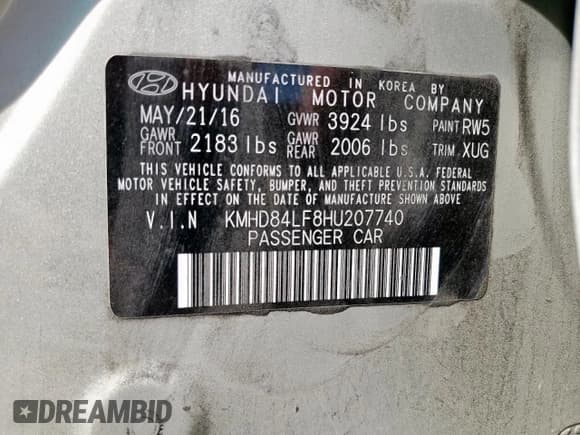 MANUFACTURED IN KOREA BY
HYUNDAI MOTOR COMPANY
MAY/21/16 GVWR 3924 lbs PAINT RW5
GAWR FRONT 2183 lbs GAWR REAR 2006 lbs TRIM XUG
THIS VEHICLE CONFORMS TO ALL APPLICABLE U.S.A. FEDERAL
MOTOR VEHICLE SAFETY, BUMPER, AND THEFT PREVENTION STANDARDS
IN EFFECT ON THE DATE OF MANUFACTURE SHOWN ABOVE
V.I.N KMHD84LF8HU207740
PASSENGER CAR
DREAMBID